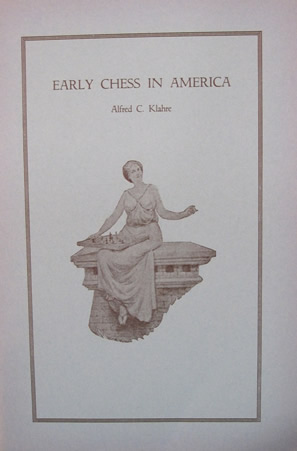 EARLY CHESS IN AMERICA
Alfred C. Klahre